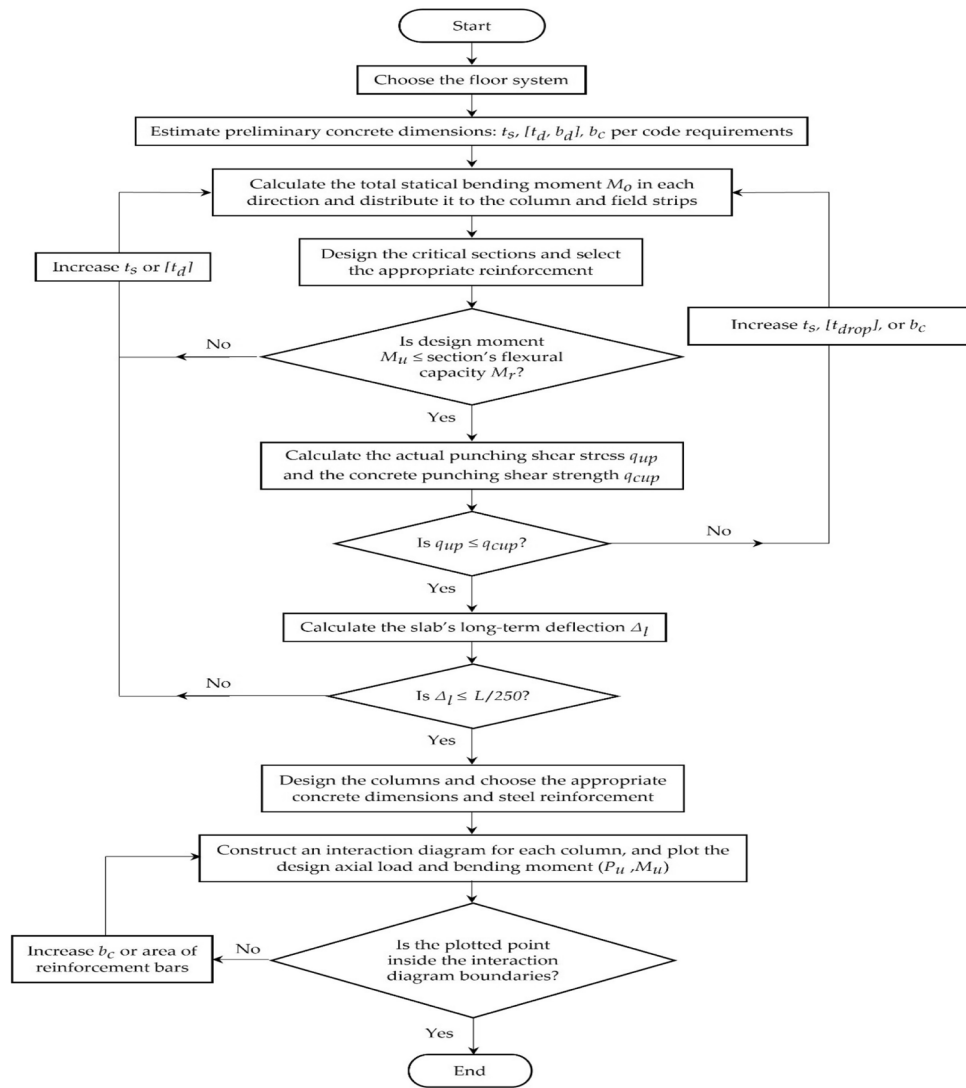 Start
Choose the floor system
Estimate preliminary concrete dimensions: ts, [td, bd], bc per code requirements
Calculate the total statical bending moment Mo in each
direction and distribute it to the column and field strips
Increase ts or [td]
Design the critical sections and select
the appropriate reinforcement
Increase ts, [tdrop], or bc
No
Is design moment
Mu ≤ section's flexural
capacity Mr?
Yes
Calculate the actual punching shear stress qup
and the concrete punching shear strength qcup
No
Is qup ≤ qcup?
Yes
Calculate the slab's long-term deflection Δl
No
Is Δl ≤ L/250?
Yes
Design the columns and choose the appropriate
concrete dimensions and steel reinforcement
Construct an interaction diagram for each column, and plot the
design axial load and bending moment (Pu ,Mu)
Increase bc or area of
reinforcement bars
No
Is the plotted point
inside the interaction
diagram boundaries?
Yes
End